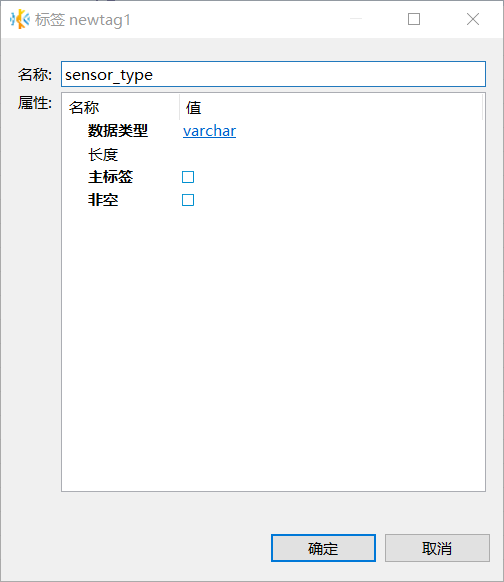 标签 newtag1
名称: sensor_type
属性:
名称 值
数据类型 varchar
长度
主标签
非空
确定 取消